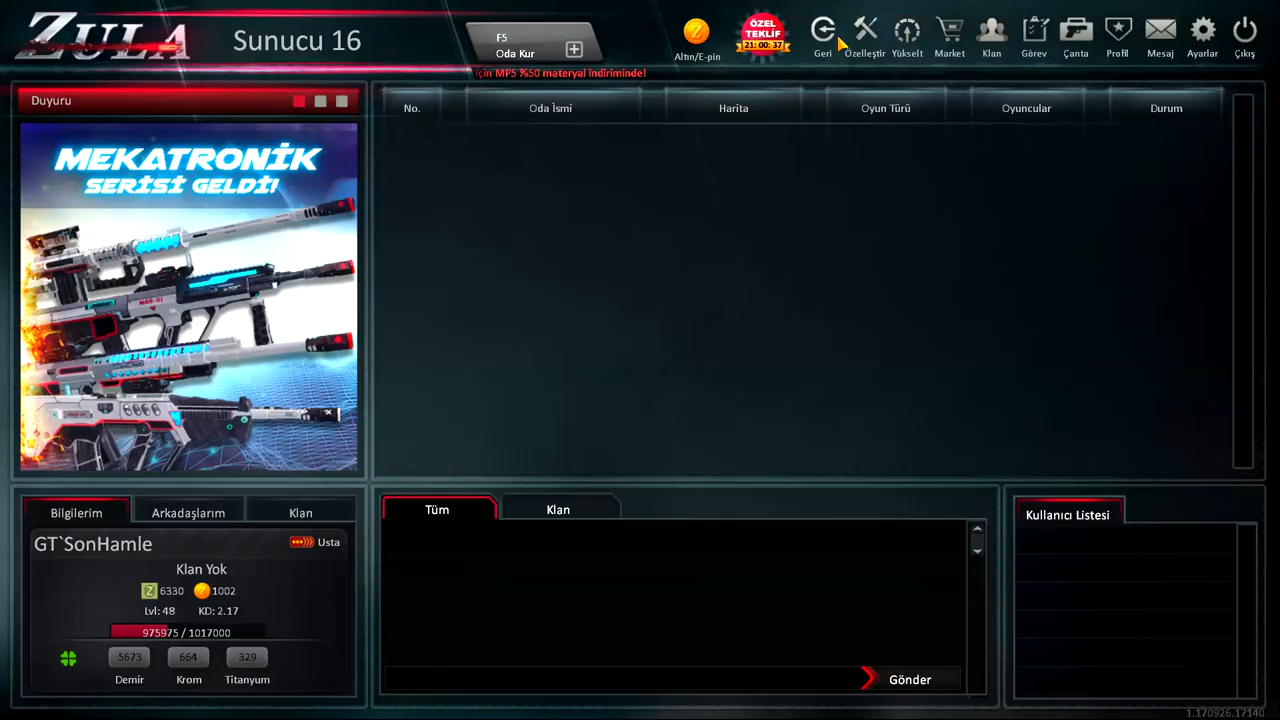 ZULA
Sunucu 16
F5
Oda Kur
Altın/E-pin
ÖZEL
TEKLİF
21: 00: 37
Geri
Özelleştir
Yükselt
Market
Klan
Görev
Çanta
Profil
Mesaj
Ayarlar
Çıkış
için MP5 %50 materyal indiriminde!
Duyuru
No.
Oda İsmi
Harita
Oyun Türü
Oyuncular
Durum
MEKATRONİK
SERİSİ GELDİ!
Bilgilerim
Arkadaşlarım
Klan
Tüm
Klan
Kullanıcı Listesi
GT`SonHamle
Usta
Klan Yok
6330
1002
Lvl: 48
KD: 2.17
975975 / 1017000
5673
664
329
Demir
Krom
Titanyum
Gönder
1.170926.17140